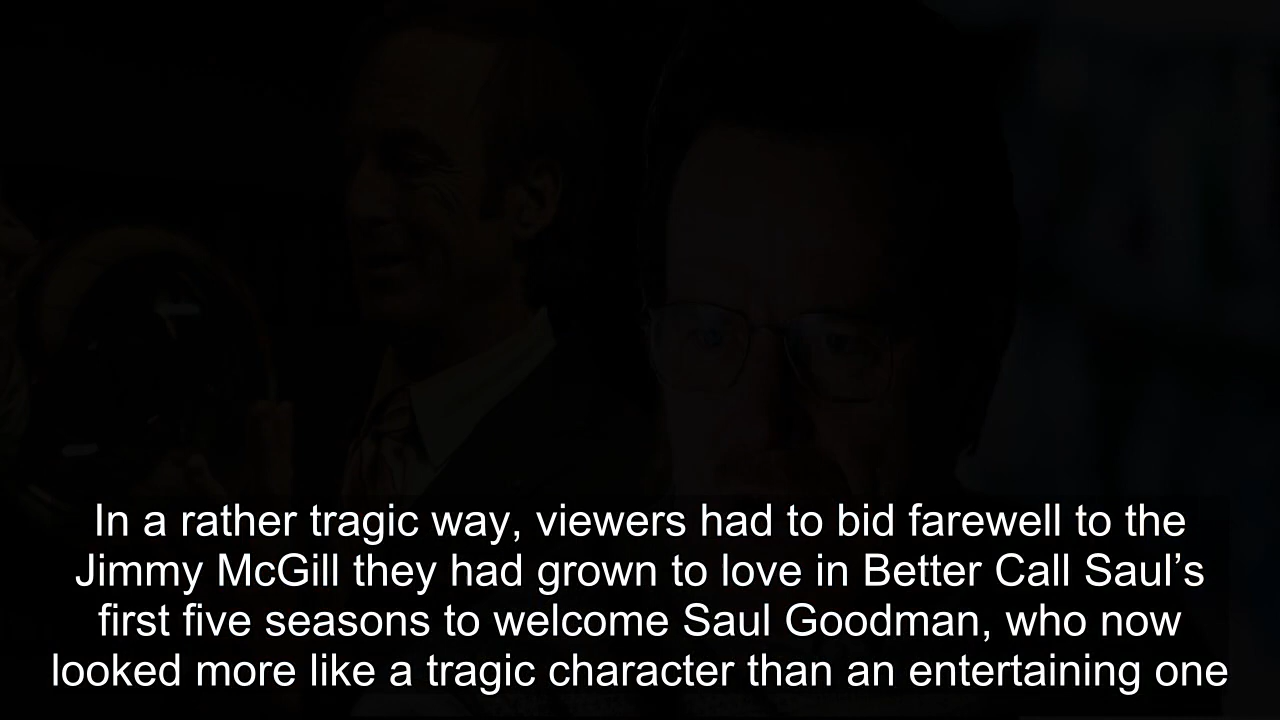 In a rather tragic way, viewers had to bid farewell to the
Jimmy McGill they had grown to love in Better Call Saul’s
first five seasons to welcome Saul Goodman, who now
looked more like a tragic character than an entertaining one